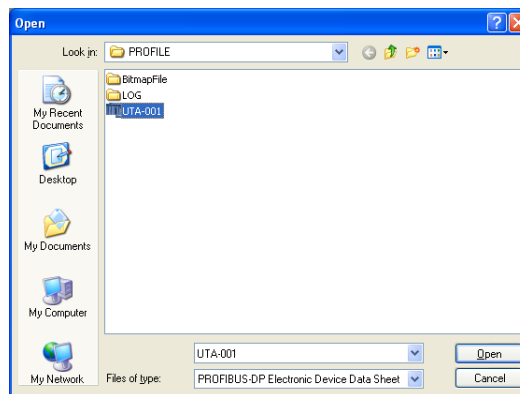 Open
Look in: PROFILE
BitmapFile
LOG
UTA-001
My Recent
Documents
Desktop
My Documents
My Computer
My Network
UTA-001
Open
Files of type: PROFIBUS-DP Electronic Device Data Sheet
Cancel